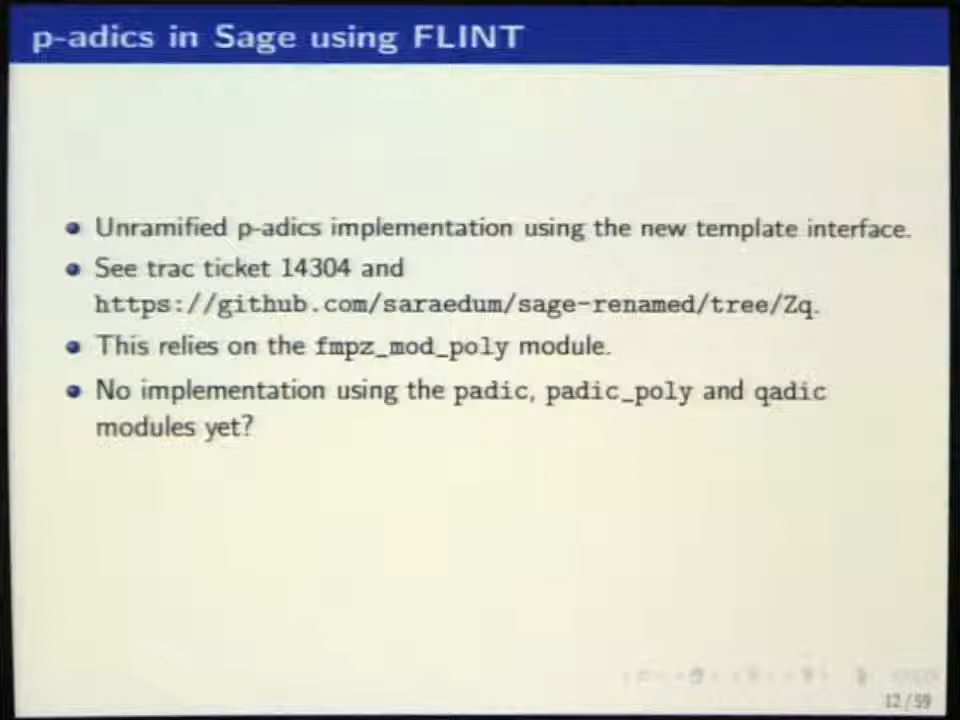 p-adics in Sage using FLINT
Unramified p-adics implementation using the new template interface.
See trac ticket 14304 and
https://github.com/saraedum/sage-renamed/tree/Zq.
This relies on the fmpz_mod_poly module.
No implementation using the padic, padic_poly and qadic
modules yet?
12/59